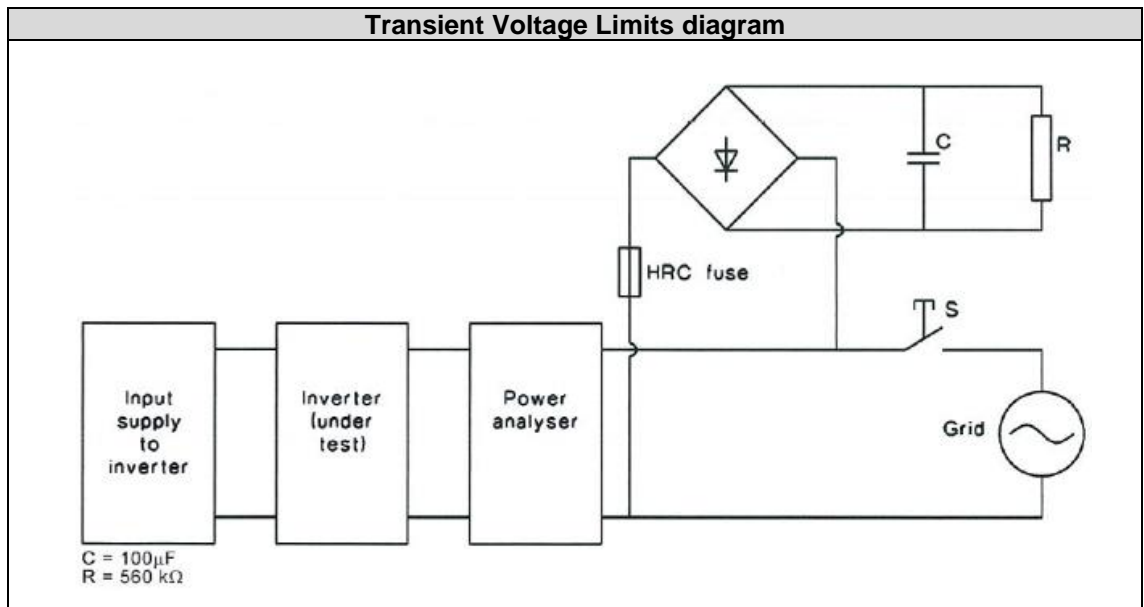 Transient Voltage Limits diagram
C
R
HRC fuse
S
Input
supply
to
inverter
Inverter
(under
test)
Power
analyser
Grid
C = 100µF
R = 560 kΩ